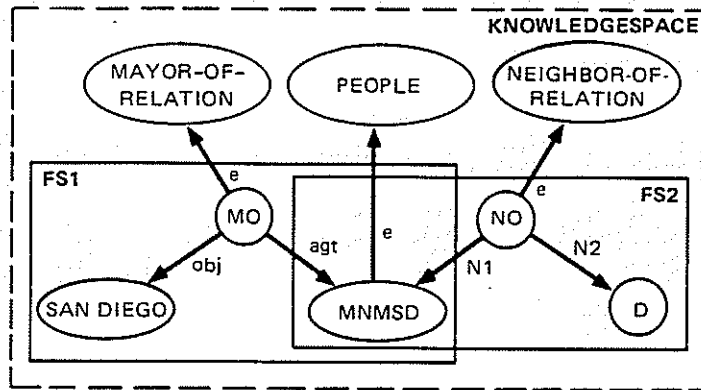 KNOWLEDGESPACE
MAYOR-OF-
RELATION
PEOPLE
NEIGHBOR-OF-
RELATION
FS1
e
e
e
FS2
MO
NO
obj
agt
N1
N2
SAN DIEGO
MNMSD
D